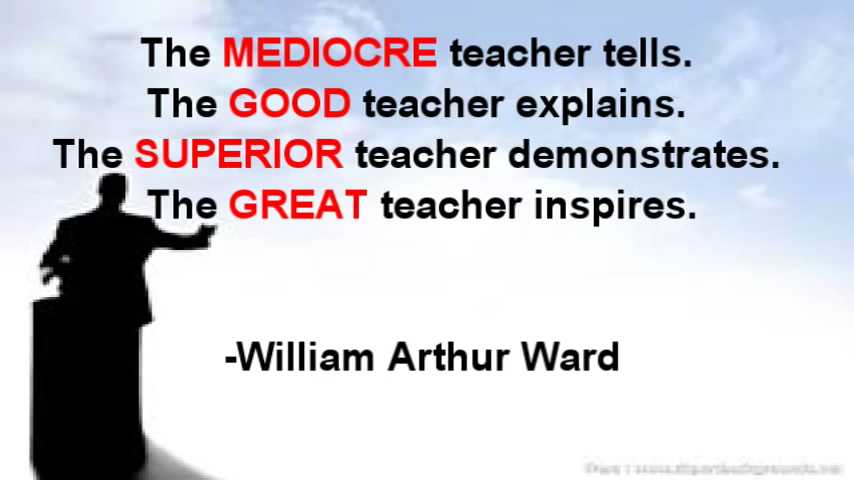 The MEDIOCRE teacher tells.
The GOOD teacher explains.
The SUPERIOR teacher demonstrates.
The GREAT teacher inspires.
-William Arthur Ward